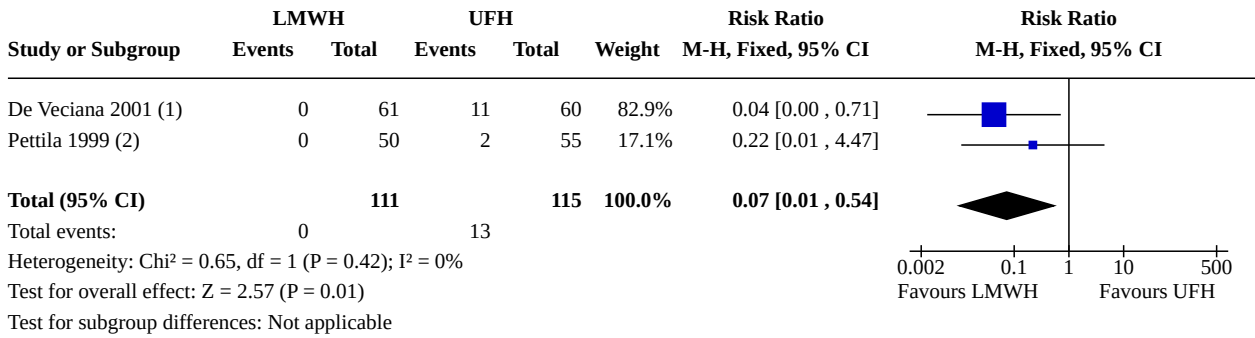 LMWH UFH Risk Ratio Risk Ratio
Study or Subgroup Events Total Events Total Weight M-H, Fixed, 95% CI M-H, Fixed, 95% CI
De Veciana 2001 (1) 0 61 11 60 82.9% 0.04 [0.00 , 0.71]
Pettila 1999 (2) 0 50 2 55 17.1% 0.22 [0.01 , 4.47]
Total (95% CI) 111 115 100.0% 0.07 [0.01 , 0.54]
Total events: 0 13
Heterogeneity: Chi² = 0.65, df = 1 (P = 0.42); I² = 0%
0.002 0.1 1 10 500
Test for overall effect: Z = 2.57 (P = 0.01)
Favours LMWH Favours UFH
Test for subgroup differences: Not applicable